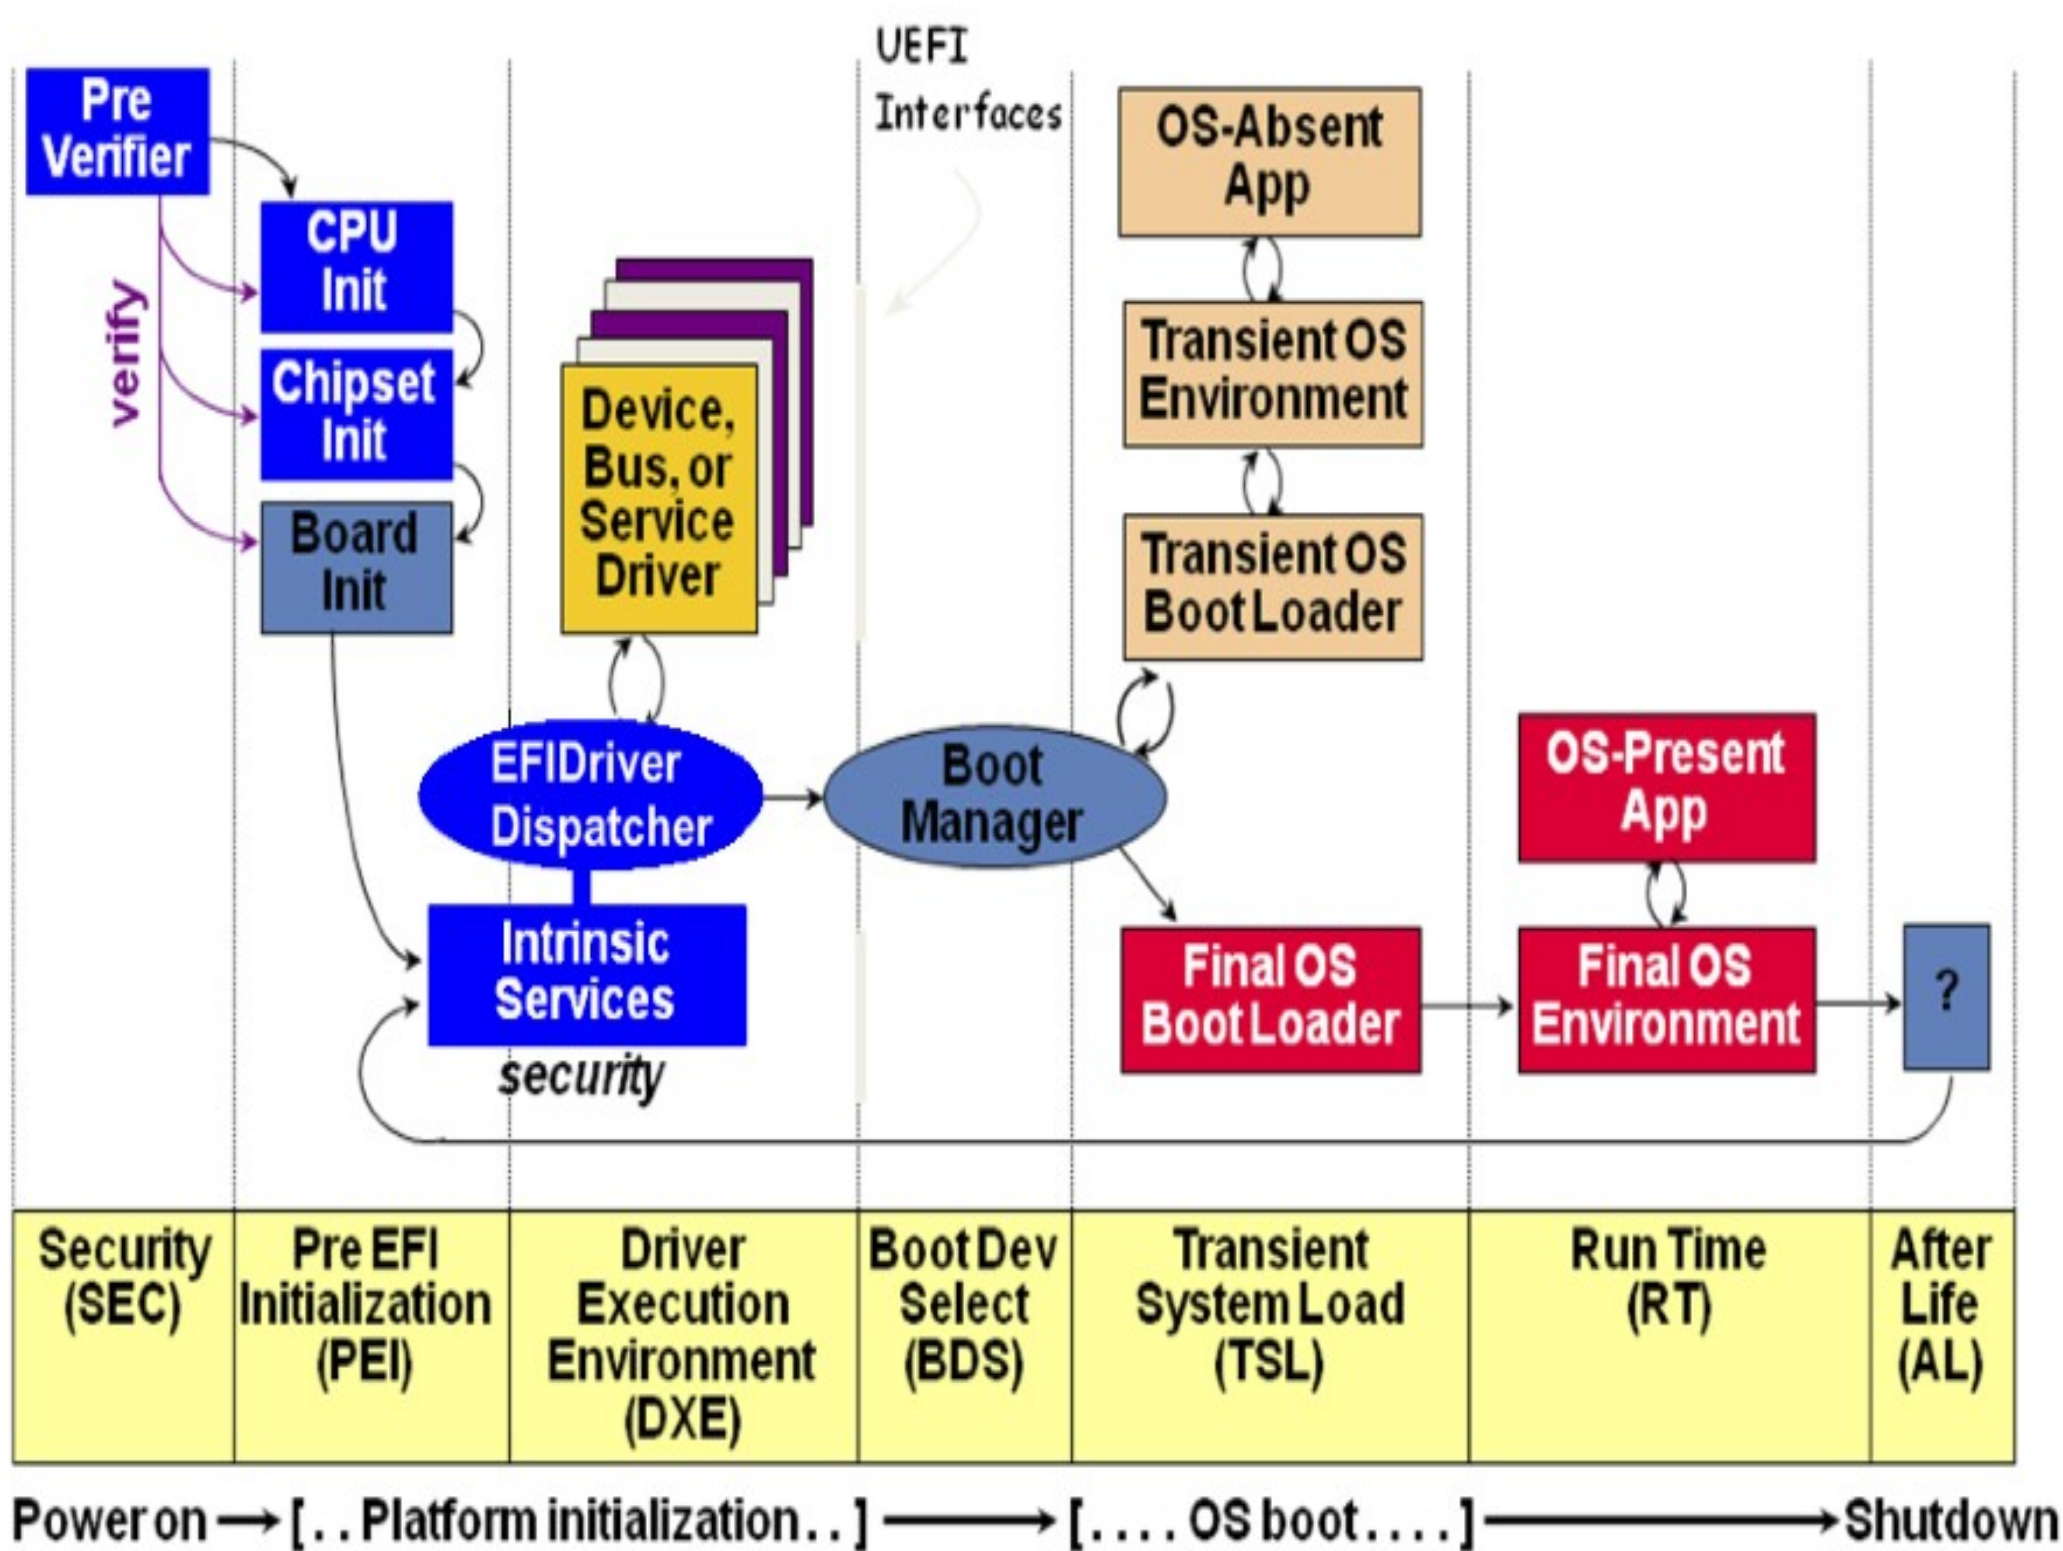 UEFI
Interfaces
Pre
Verifier
verify
CPU
Init
Chipset
Init
Board
Init
Device,
Bus, or
Service
Driver
EFIDriver
Dispatcher
Intrinsic
Services
security
Boot
Manager
OS-Absent
App
Transient OS
Environment
Transient OS
Boot Loader
Final OS
Boot Loader
OS-Present
App
Final OS
Environment
?
Security
(SEC)
Pre EFI
Initialization
(PEI)
Driver
Execution
Environment
(DXE)
Boot Dev
Select
(BDS)
Transient
System Load
(TSL)
Run Time
(RT)
After
Life
(AL)
Power on [ . . Platform initialization . . ] [ . . . . OS boot . . . . ] Shutdown